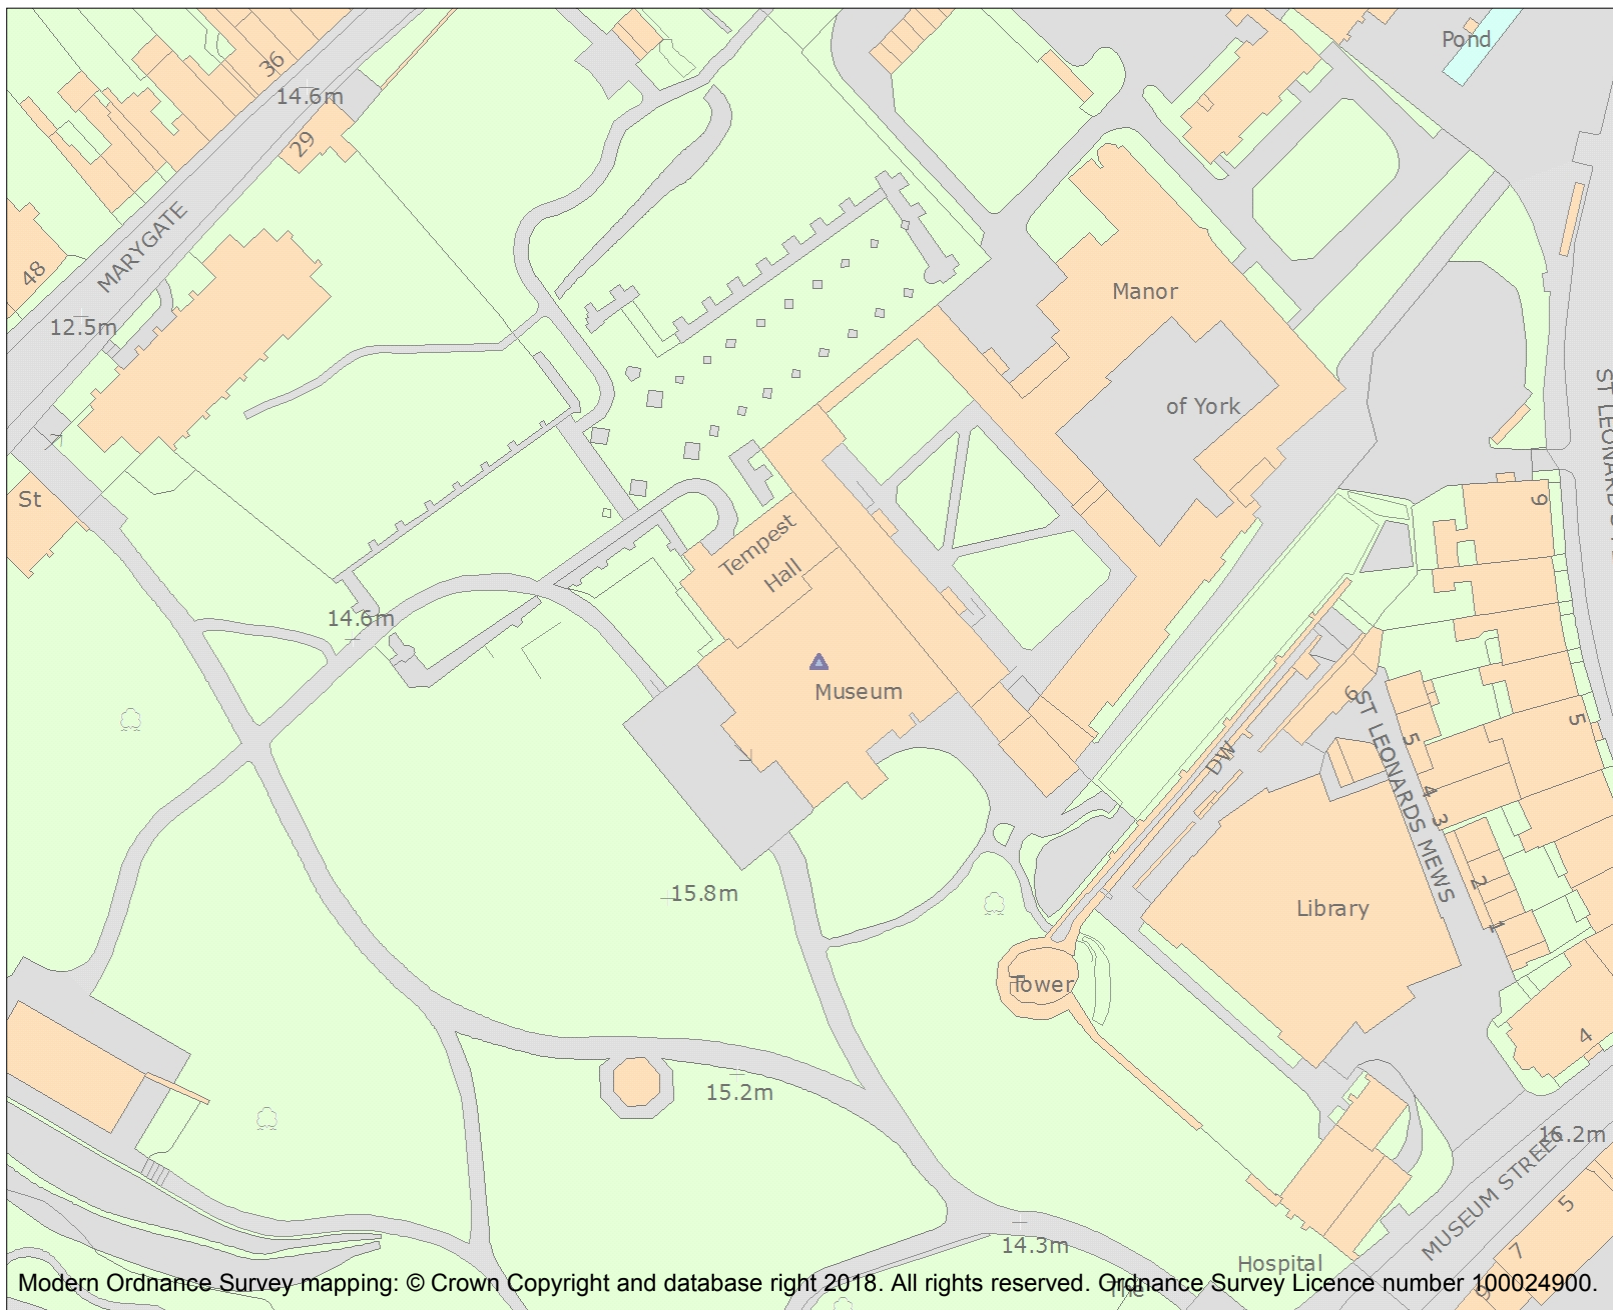 Pond
36
14.6m
29
MARYGATE
48
12.5m
Manor
of York
ST LEONARD
St
9
Tempest
Hall
14.6m
Museum
6
ST LEONARDS MEWS
5
5
DW
4
3
2
1
15.8m
Library
Tower
4
15.2m
16.2m
MUSEUM STREET
5
7
9
14.3m
Hospital
The
Modern Ordnance Survey mapping: © Crown Copyright and database right 2018. All rights reserved. Ordnance Survey Licence number 100024900.